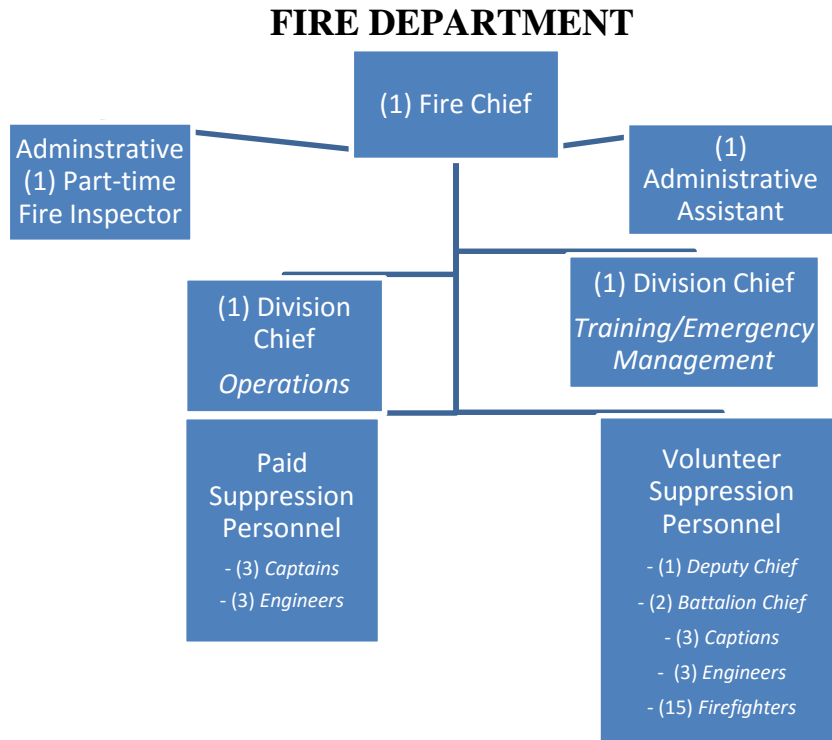 FIRE DEPARTMENT
(1) Fire Chief
Adminstrative
(1) Part-time
Fire Inspector
(1)
Administrative
Assistant
(1) Division
Chief
Operations
(1) Division Chief
Training/Emergency
Management
Paid
Suppression
Personnel
- (3) Captains
- (3) Engineers
Volunteer
Suppression
Personnel
- (1) Deputy Chief
- (2) Battalion Chief
- (3) Captians
- (3) Engineers
- (15) Firefighters